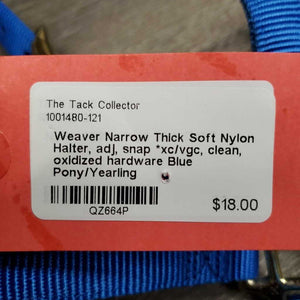 The Tack Collector
1001480-121
Weaver Narrow Thick Soft Nylon
Halter, adj, snap *xc/vgc, clean,
oxidized hardware Blue
Pony/Yearling
QZ664P
$18.00